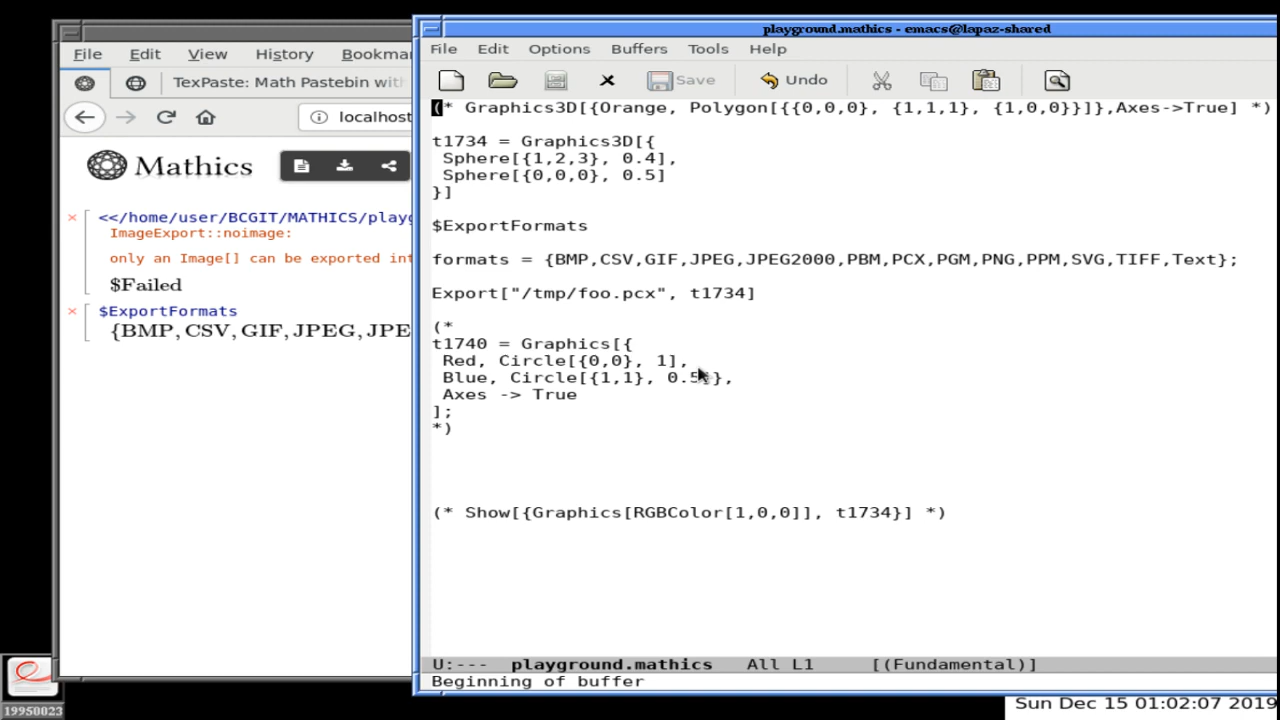 playground.mathics - emacs@lapaz-shared
File Edit View History Bookma
TexPaste: Math Pastebin wit
localhost
Mathics
<</home/user/BCGIT/MATHICS/play
ImageExport::noimage:
only an Image[] can be exported in
$Failed
$ExportFormats
{BMP, CSV, GIF, JPEG, JPE
File Edit Options Buffers Tools Help
Save Undo
(* Graphics3D[{Orange, Polygon[{{0,0,0}, {1,1,1}, {1,0,0}}]},Axes->True] *)
t1734 = Graphics3D[{
Sphere[{1,2,3}, 0.4],
Sphere[{0,0,0}, 0.5]
}]
$ExportFormats
formats = {BMP,CSV,GIF,JPEG,JPEG2000,PBM,PCX,PGM,PNG,PPM,SVG,TIFF,Text};
Export["/tmp/foo.pcx", t1734]
(*
t1740 = Graphics[{
Red, Circle[{0,0}, 1],
Blue, Circle[{1,1}, 0.5]},
Axes -> True
];
*)
(* Show[{Graphics[RGBColor[1,0,0]], t1734}] *)
U:--- playground.mathics All L1 [(Fundamental)]
Beginning of buffer
19950023
Sun Dec 15 01:02:07 2019